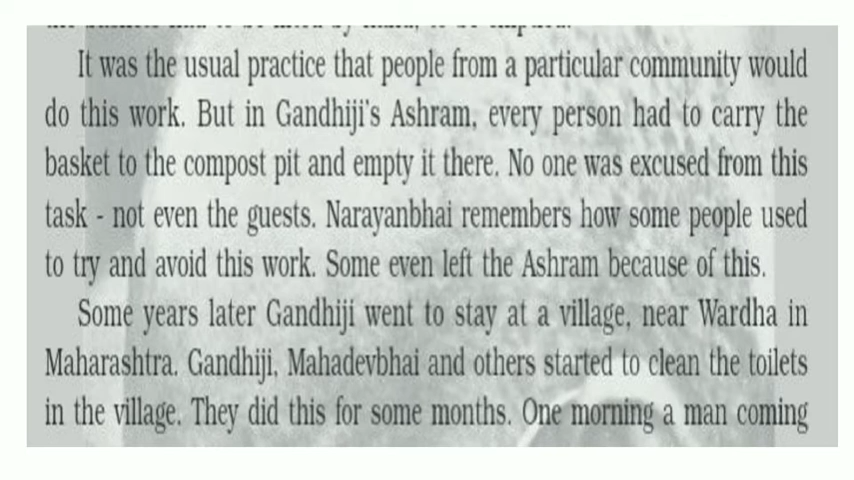 It was the usual practice that people from a particular community would
do this work. But in Gandhiji's Ashram, every person had to carry the
basket to the compost pit and empty it there. No one was excused from this
task - not even the guests. Narayanbhai remembers how some people used
to try and avoid this work. Some even left the Ashram because of this.
Some years later Gandhiji went to stay at a village, near Wardha in
Maharashtra. Gandhiji, Mahadevbhai and others started to clean the toilets
in the village. They did this for some months. One morning a man coming